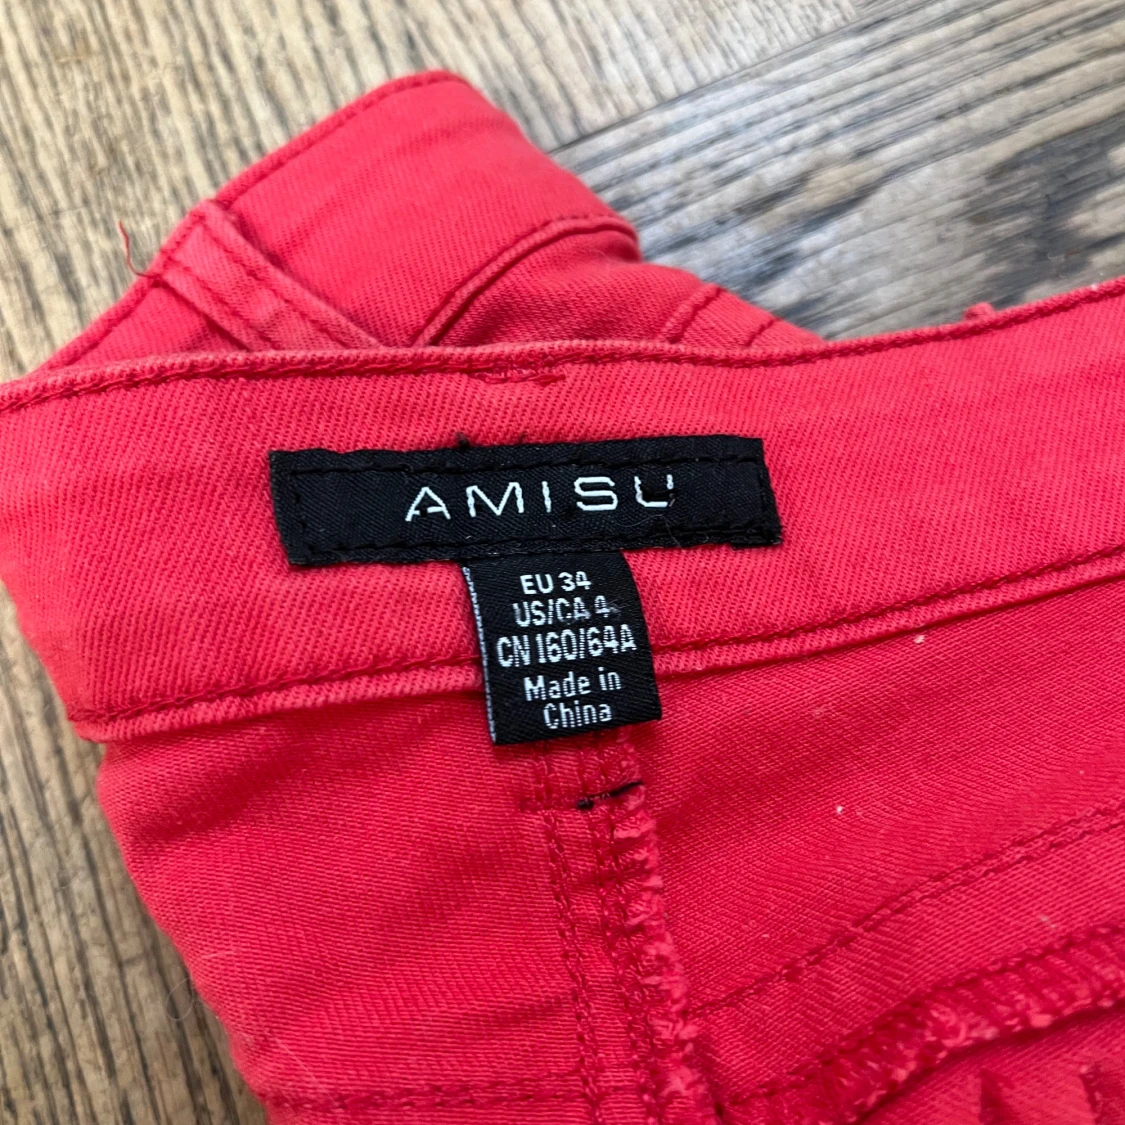 AMISU
EU 34
US/CA 4
CN 160/64A
Made in
China